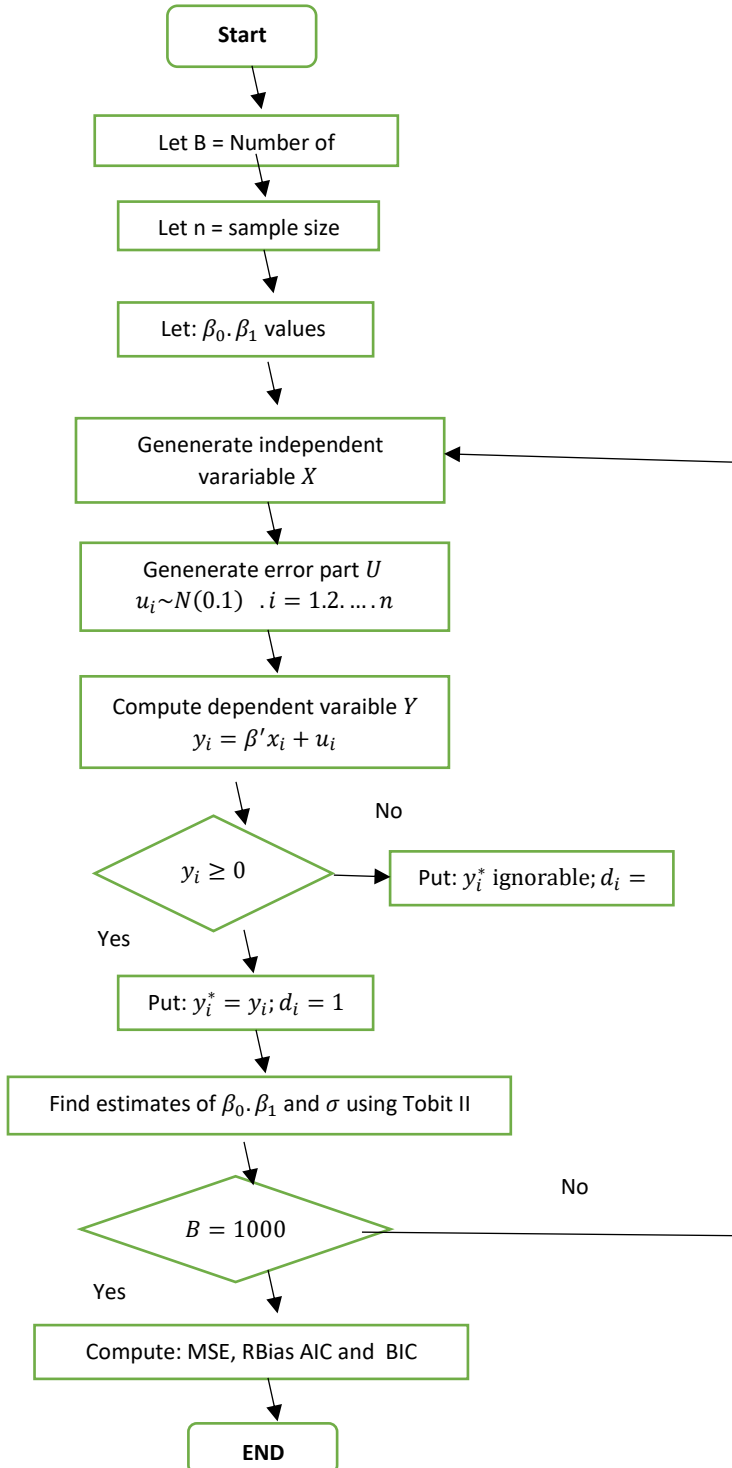 Start
Let B = Number of
Let n = sample size
Let: β₀. β₁ values
Genenerate independent
varariable X
Genenerate error part U
uᵢ~N(0.1) . i = 1.2. … . n
Compute dependent varaible Y
yᵢ = β′xᵢ + uᵢ
No
yᵢ ≥ 0
Put: yᵢ* ignorable; dᵢ =
Yes
Put: yᵢ* = yᵢ; dᵢ = 1
Find estimates of β₀. β₁ and σ using Tobit II
No
B = 1000
Yes
Compute: MSE, RBias AIC and BIC
END